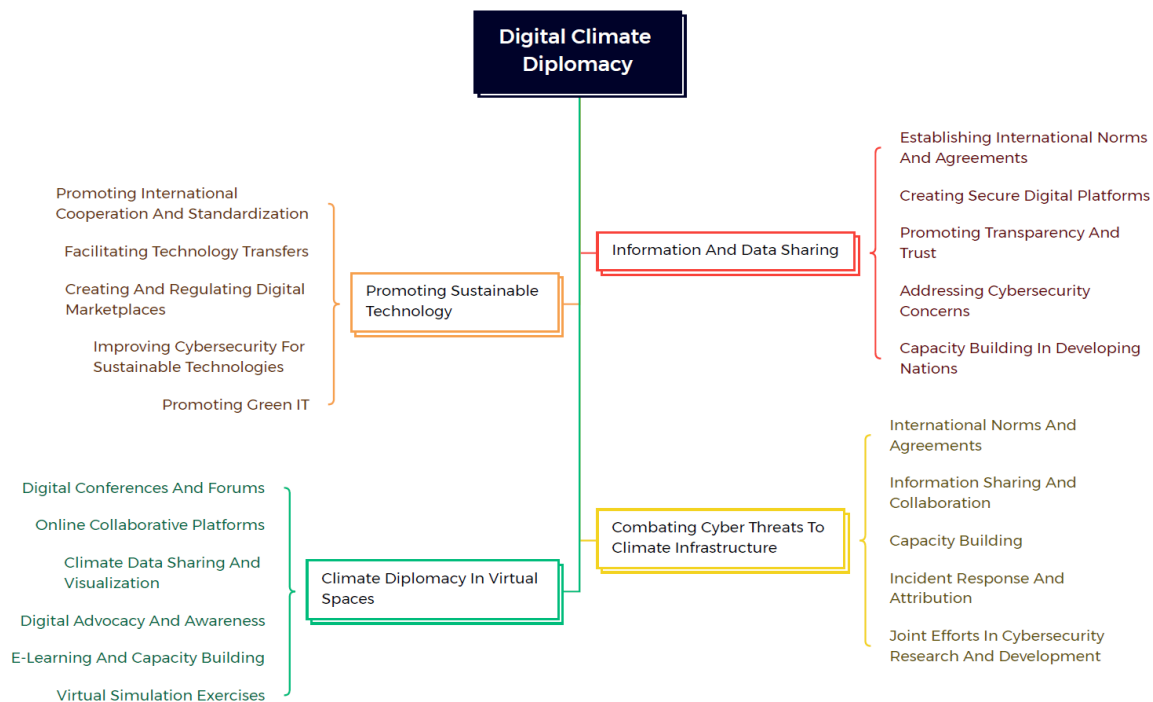 Digital Climate
Diplomacy
Establishing International Norms
And Agreements
Creating Secure Digital Platforms
Promoting Transparency And
Trust
Addressing Cybersecurity
Concerns
Capacity Building In Developing
Nations
Information And Data Sharing
Promoting International
Cooperation And Standardization
Facilitating Technology Transfers
Creating And Regulating Digital
Marketplaces
Improving Cybersecurity For
Sustainable Technologies
Promoting Green IT
Promoting Sustainable
Technology
International Norms And
Agreements
Information Sharing And
Collaboration
Capacity Building
Incident Response And
Attribution
Joint Efforts In Cybersecurity
Research And Development
Combating Cyber Threats To
Climate Infrastructure
Digital Conferences And Forums
Online Collaborative Platforms
Climate Data Sharing And
Visualization
Digital Advocacy And Awareness
E-Learning And Capacity Building
Virtual Simulation Exercises
Climate Diplomacy In Virtual
Spaces